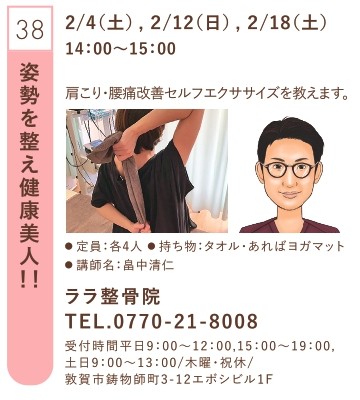 38
姿勢を整え健康美人!!
2/4(土) , 2/12(日) , 2/18(土)
14:00〜15:00
肩こり・腰痛改善セルフエクササイズを教えます。
● 定員:各4人 ● 持ち物:タオル・あればヨガマット
● 講師名:畠中清仁
ララ整骨院
TEL.0770-21-8008
受付時間平日9:00〜12:00,15:00〜19:00,
土日9:00〜13:00/木曜・祝休/
敦賀市鋳物師町3-12エポシビル1F